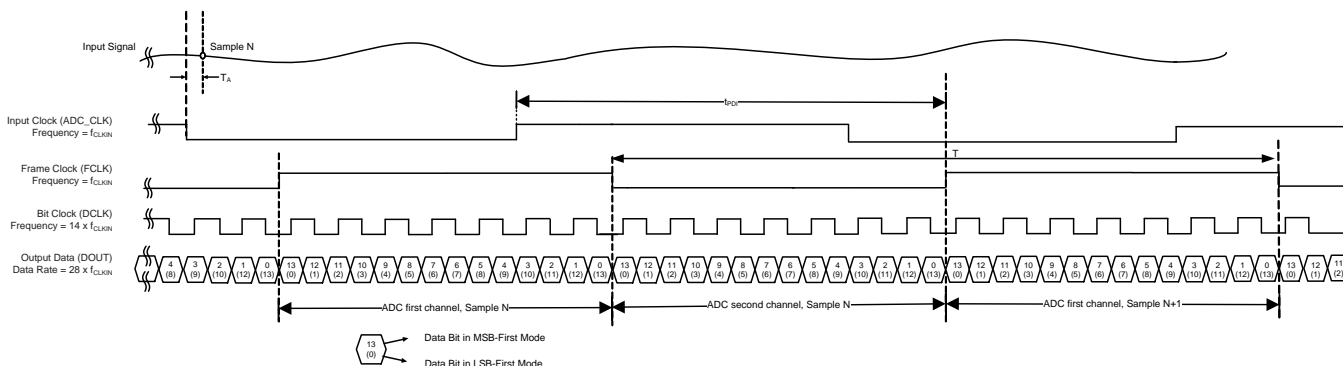 Input Signal
Sample N
TA
tPDI
Input Clock (ADC_CLK)
Frequency = fCLKIN
T
Frame Clock (FCLK)
Frequency = fCLKIN
Bit Clock (DCLK)
Frequency = 14 x fCLKIN
Output Data (DOUT)
Data Rate = 28 x fCLKIN
4 3 2 1 0 13 12 11 10 9 8 7 6 5 4 3 2 1 0 13 12 11 10 9 8 7 6 5 4 3 2 1 0 13 12 11 10 9 8 7 6 5 4 3 2 1 0 13 12 11
(8) (9) (10) (12) (13) (0) (1) (2) (3) (4) (5) (6) (7) (8) (9) (10) (11) (12) (13) (0) (1) (2) (3) (4) (5) (6) (7) (8) (9) (10) (11) (12) (13) (0) (1) (2) (3) (4) (5) (6) (7) (8) (9) (10) (11) (12) (13) (0) (1) (2)
ADC first channel, Sample N
ADC second channel, Sample N
ADC first channel, Sample N+1
13
(0)
Data Bit in MSB-First Mode
Data Bit in LSB-First Mode